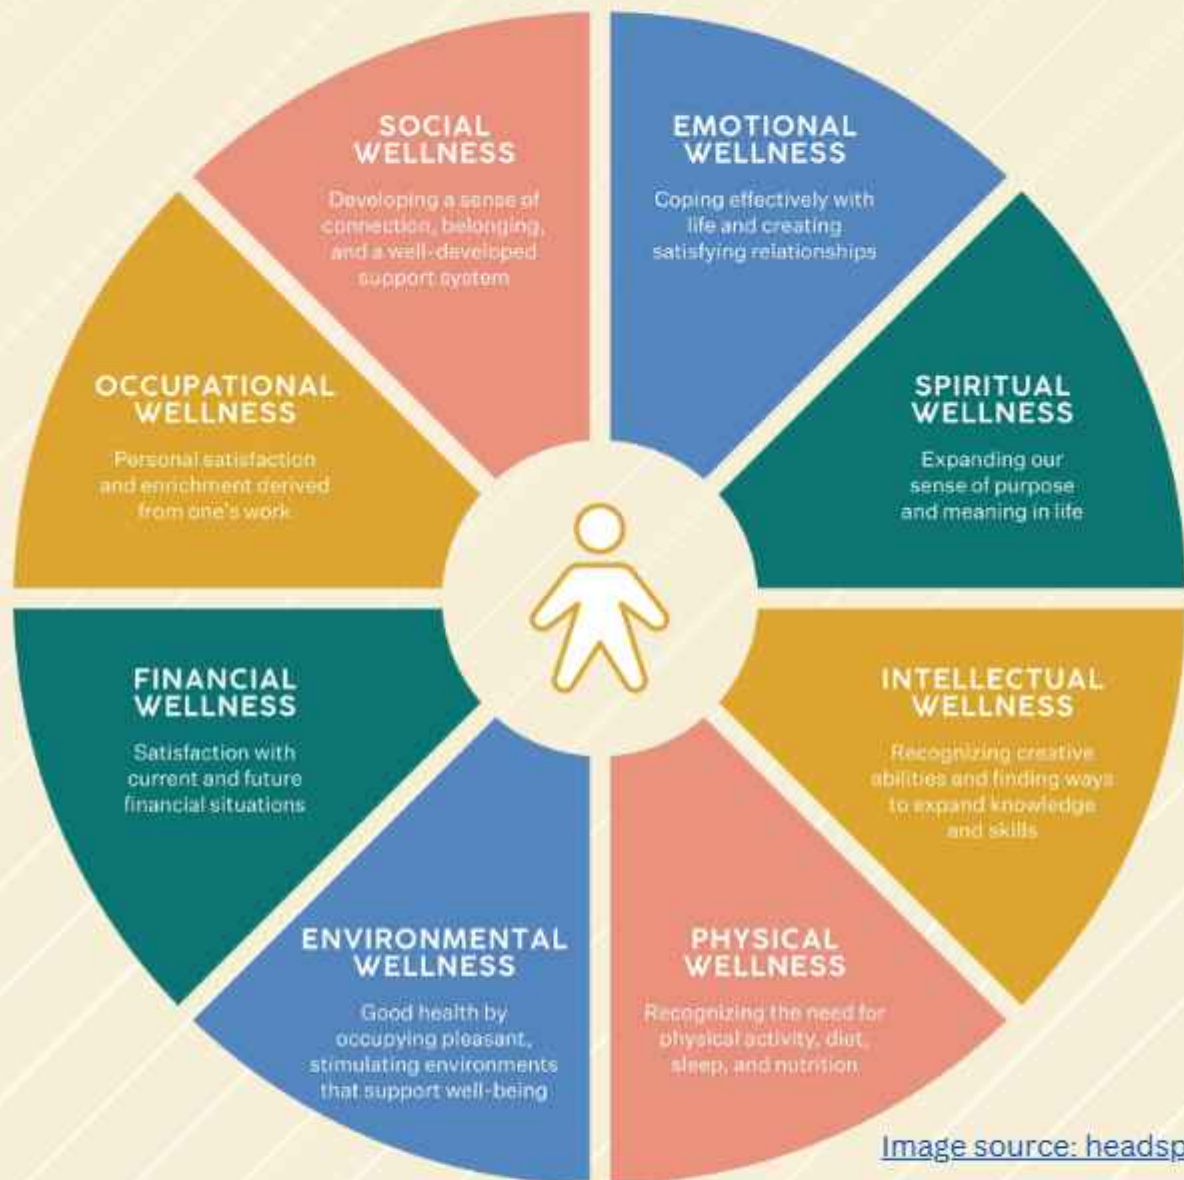 SOCIAL
WELLNESS
Developing a sense of
connection, belonging,
and a well-developed
support system
EMOTIONAL
WELLNESS
Coping effectively with
life and creating
satisfying relationships
SPIRITUAL
WELLNESS
Expanding our
sense of purpose
and meaning in life
INTELLECTUAL
WELLNESS
Recognizing creative
abilities and finding ways
to expand knowledge
and skills
PHYSICAL
WELLNESS
Recognizing the need for
physical activity, diet,
sleep, and nutrition
ENVIRONMENTAL
WELLNESS
Good health by
occupying pleasant,
stimulating environments
that support well-being
FINANCIAL
WELLNESS
Satisfaction with
current and future
financial situations
OCCUPATIONAL
WELLNESS
Personal satisfaction
and enrichment derived
from one's work
Image source: headsp